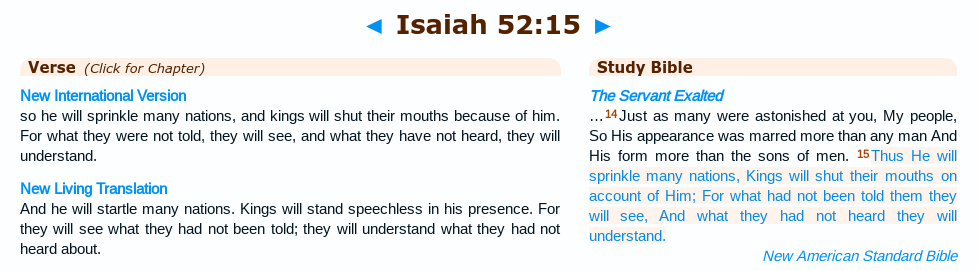 ◄ Isaiah 52:15 ►
Verse (Click for Chapter)
New International Version
so he will sprinkle many nations, and kings will shut their mouths because of him.
For what they were not told, they will see, and what they have not heard, they will
understand.
New Living Translation
And he will startle many nations. Kings will stand speechless in his presence. For
they will see what they had not been told; they will understand what they had not
heard about.
Study Bible
The Servant Exalted
…14Just as many were astonished at you, My people,
So His appearance was marred more than any man And
His form more than the sons of men. 15Thus He will
sprinkle many nations, Kings will shut their mouths on
account of Him; For what had not been told them they
will see, And what they had not heard they will
understand.
New American Standard Bible